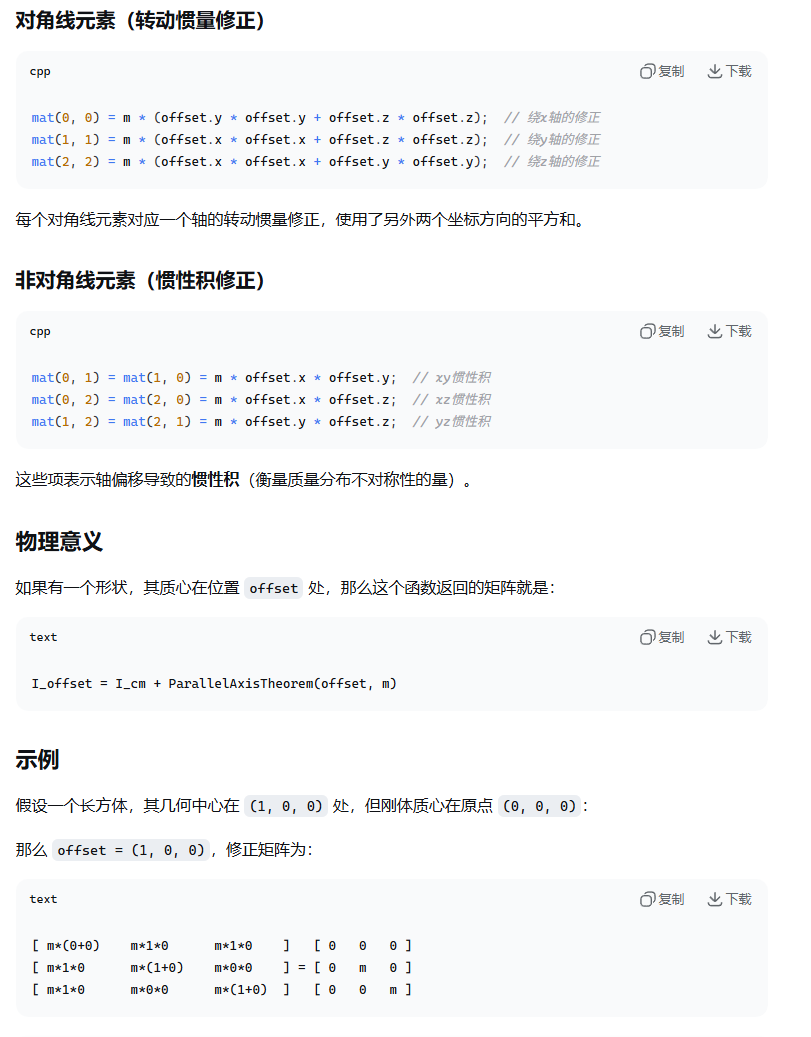 对角线元素（转动惯量修正）
cpp
复制
下载
mat(0, 0) = m * (offset.y * offset.y + offset.z * offset.z);  // 绕x轴的修正
mat(1, 1) = m * (offset.x * offset.x + offset.z * offset.z);  // 绕y轴的修正
mat(2, 2) = m * (offset.x * offset.x + offset.y * offset.y);  // 绕z轴的修正
每个对角线元素对应一个轴的转动惯量修正，使用了另外两个坐标方向的平方和。
非对角线元素（惯性积修正）
cpp
复制
下载
mat(0, 1) = mat(1, 0) = m * offset.x * offset.y;  // xy惯性积
mat(0, 2) = mat(2, 0) = m * offset.x * offset.z;  // xz惯性积
mat(1, 2) = mat(2, 1) = m * offset.y * offset.z;  // yz惯性积
这些项表示轴偏移导致的惯性积（衡量质量分布不对称性的量）。
物理意义
如果有一个形状，其质心在位置 offset 处，那么这个函数返回的矩阵就是：
text
复制
下载
I_offset = I_cm + ParallelAxisTheorem(offset, m)
示例
假设一个长方体，其几何中心在 (1, 0, 0) 处，但刚体质心在原点 (0, 0, 0)：
那么 offset = (1, 0, 0)，修正矩阵为：
text
复制
下载
[ m*(0+0)    m*1*0      m*1*0    ]   [ 0   0   0 ]
[ m*1*0      m*(1+0)    m*0*0    ] = [ 0   m   0 ]
[ m*1*0      m*0*0      m*(1+0)  ]   [ 0   0   m ]